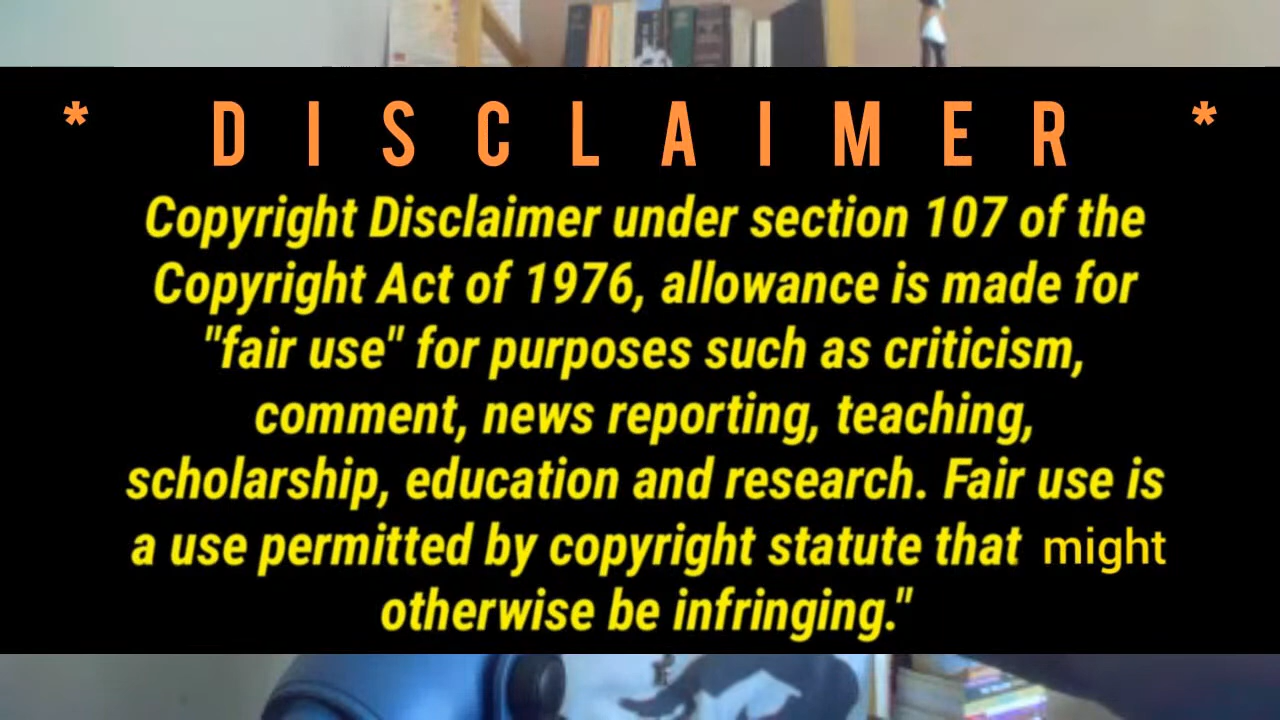 * DISCLAIMER *
Copyright Disclaimer under section 107 of the
Copyright Act of 1976, allowance is made for
"fair use" for purposes such as criticism,
comment, news reporting, teaching,
scholarship, education and research. Fair use is
a use permitted by copyright statute that might
otherwise be infringing."